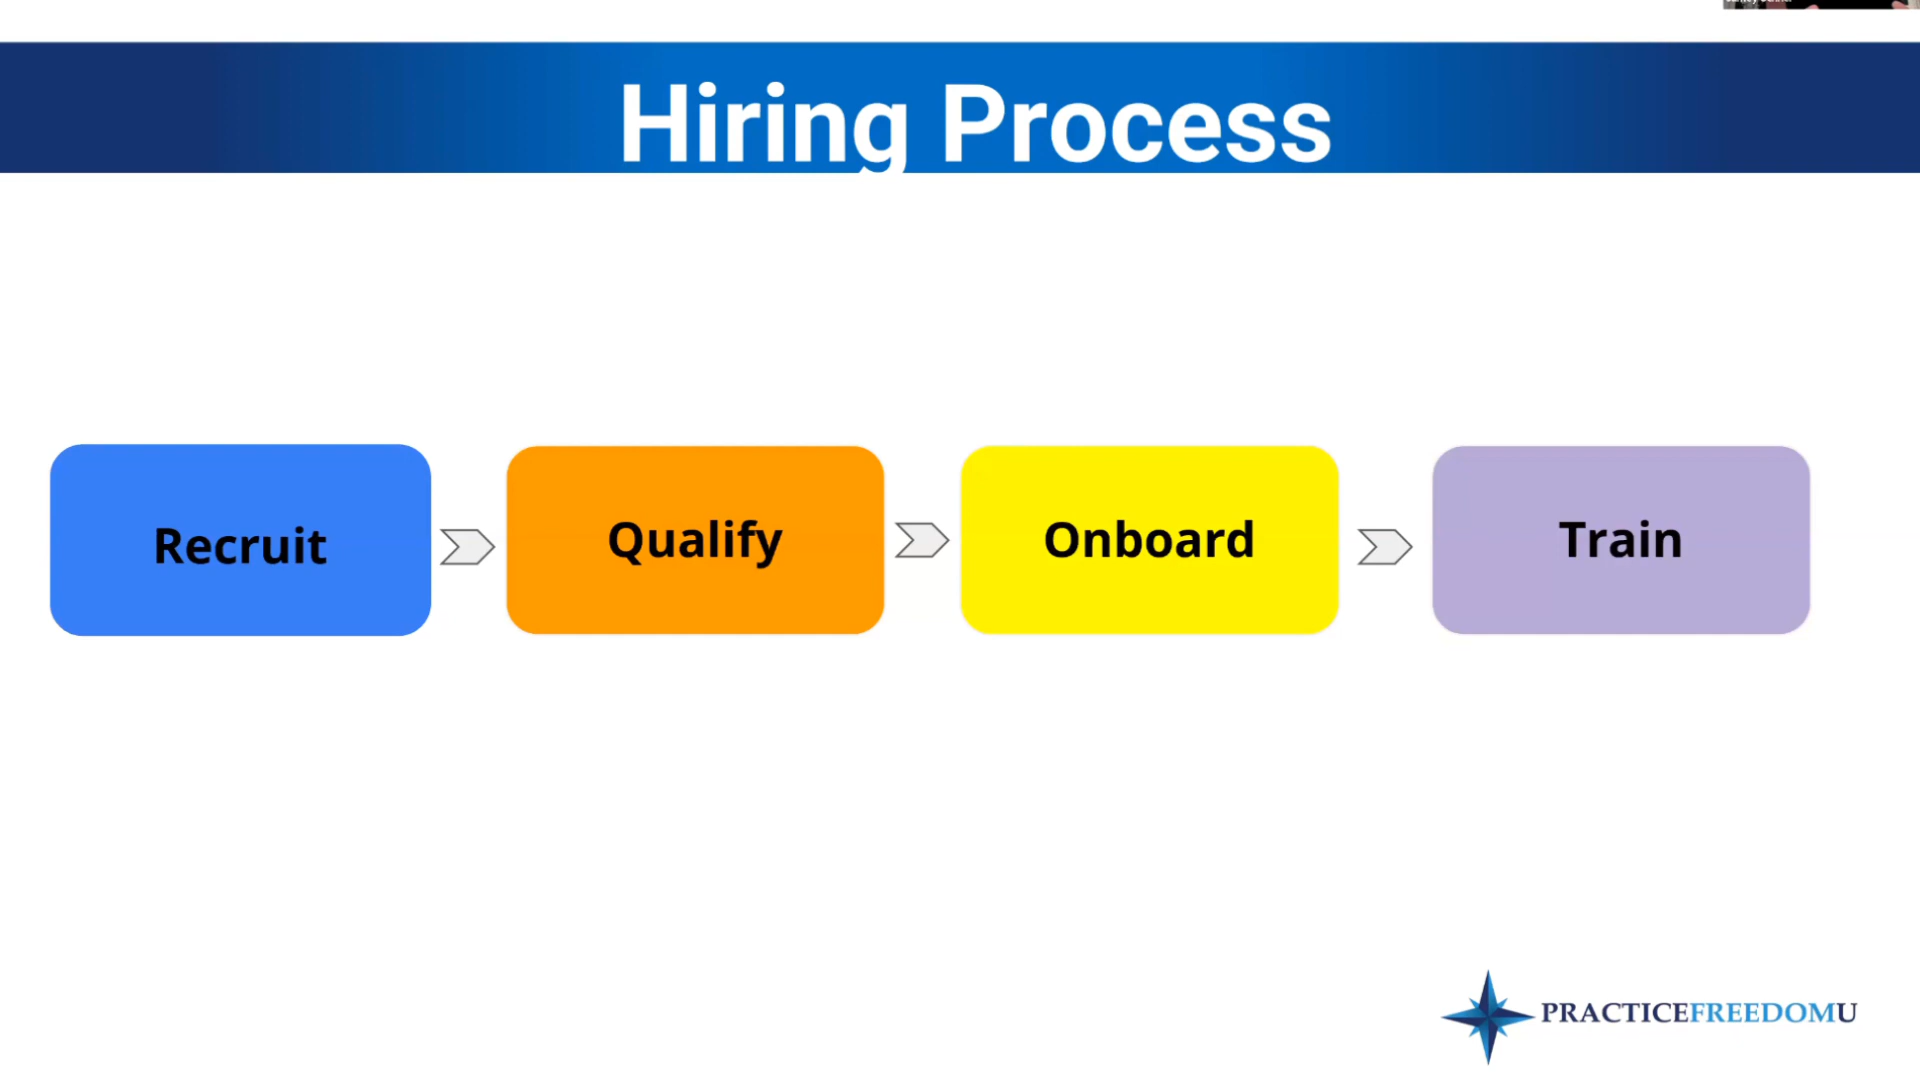 Hiring Process
Recruit
Qualify
Onboard
Train
PRACTICEFREEDOMU